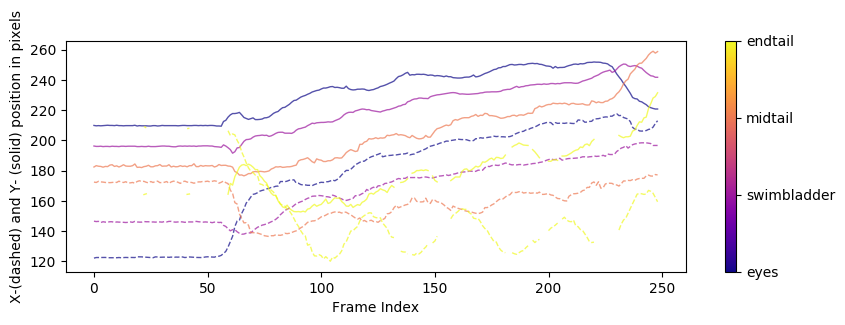 X-(dashed) and Y- (solid) position in pixels
260
240
220
200
180
160
140
120
0
50
100
150
200
250
Frame Index
endtail
midtail
swimbladder
eyes